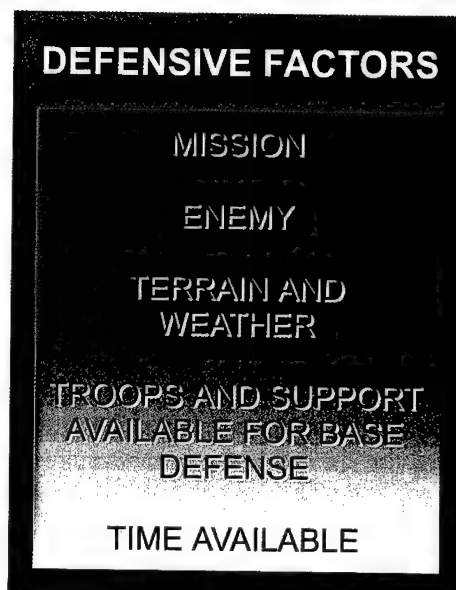 DEFENSIVE FACTORS
MISSION
ENEMY
TERRAIN AND
WEATHER
TROOPS AND SUPPORT
AVAILABLE FOR BASE
DEFENSE
TIME AVAILABLE